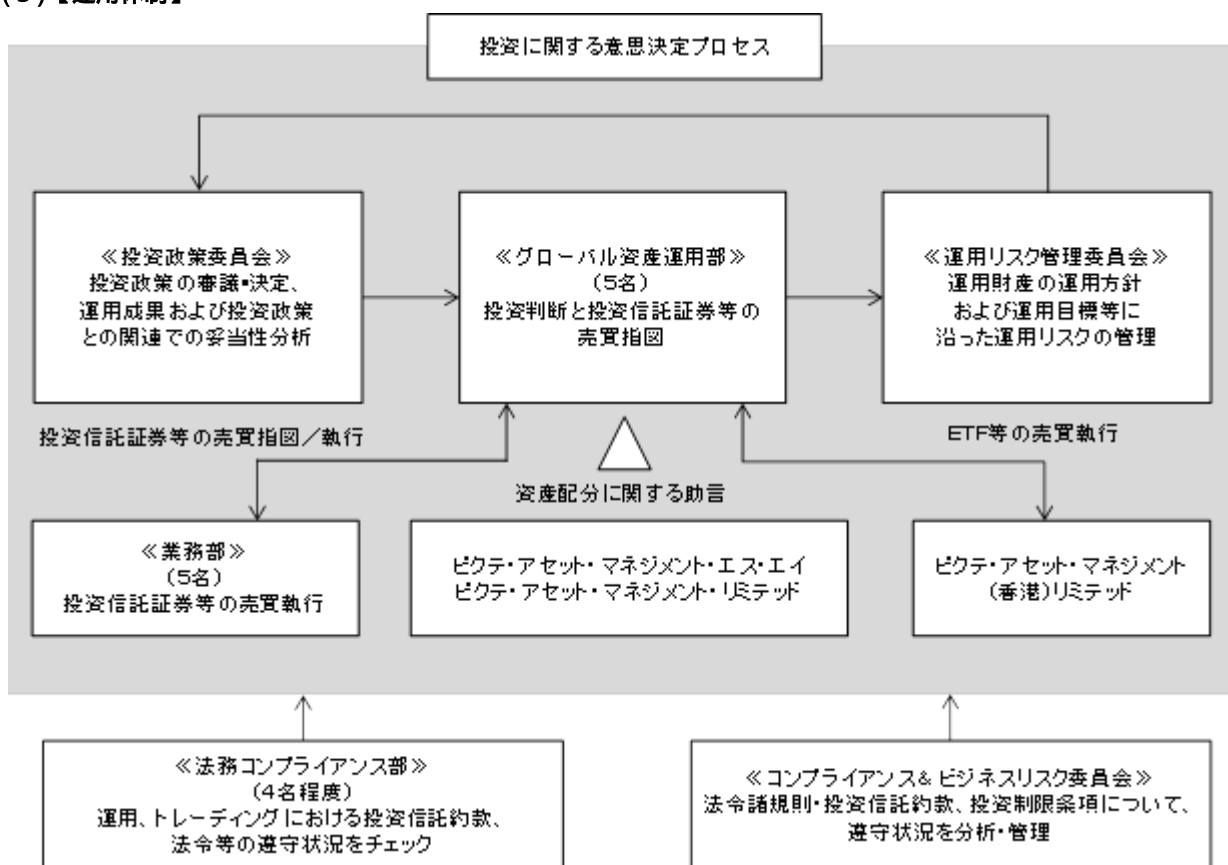 (3)【運用体制】
投資に関する意思決定プロセス
≪投資政策委員会≫
投資政策の審議・決定、
運用成果および投資政策
との関連での妥当性分析
≪グローバル資産運用部≫
(5名)
投資判断と投資信託証券等の
売買指図
≪運用リスク管理委員会≫
運用財産の運用方針
および運用目標等に
沿った運用リスクの管理
投資信託証券等の売買指図/執行
ETF等の売買執行
資産配分に関する助言
≪業務部≫
(5名)
投資信託証券等の売買執行
ピクテ・アセット・マネジメント・エス・エイ
ピクテ・アセット・マネジメント・リミテッド
ピクテ・アセット・マネジメント
(香港)リミテッド
≪法務コンプライアンス部≫
(4名程度)
運用、トレーディングにおける投資信託約款、
法令等の遵守状況をチェック
≪コンプライアンス&ビジネスリスク委員会≫
法令諸規則・投資信託約款、投資制限条項について、
遵守状況を分析・管理